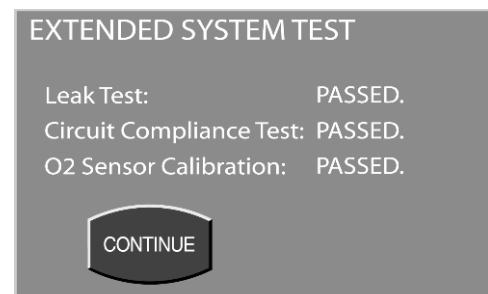 EXTENDED SYSTEM TEST
Leak Test: PASSED.
Circuit Compliance Test: PASSED.
O2 Sensor Calibration: PASSED.
CONTINUE